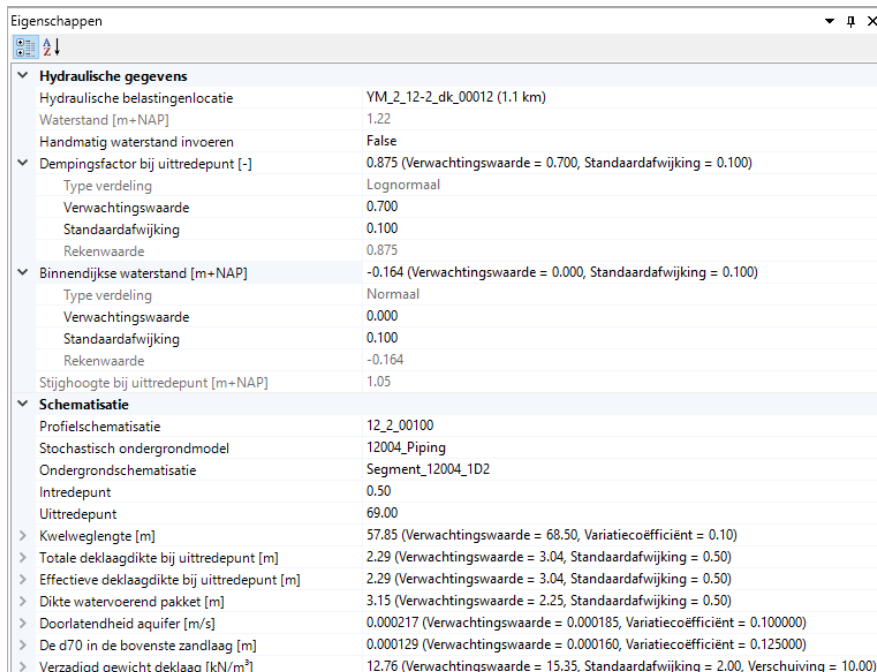 Eigenschappen
Hydraulische gegevens
Hydraulische belastingenlocatie YM_2_12-2_dk_00012 (1.1 km)
Waterstand [m+NAP] 1.22
Handmatig waterstand invoeren False
Dempingsfactor bij uittredepunt [-] 0.875 (Verwachtingswaarde = 0.700, Standaardafwijking = 0.100)
Type verdeling Lognormaal
Verwachtingswaarde 0.700
Standaardafwijking 0.100
Rekenwaarde 0.875
Binnendijkse waterstand [m+NAP] -0.164 (Verwachtingswaarde = 0.000, Standaardafwijking = 0.100)
Type verdeling Normaal
Verwachtingswaarde 0.000
Standaardafwijking 0.100
Rekenwaarde -0.164
Stijghoogte bij uittredepunt [m+NAP] 1.05
Schematisatie
Profielschematisatie 12_2_00100
Stochastisch ondergrondmodel 12004_Piping
Ondergrondschematisatie Segment_12004_1D2
Intredepunt 0.50
Uittredepunt 69.00
Kwelweglengte [m] 57.85 (Verwachtingswaarde = 68.50, Variatiecoëfficiënt = 0.10)
Totale deklaagdikte bij uittredepunt [m] 2.29 (Verwachtingswaarde = 3.04, Standaardafwijking = 0.50)
Effectieve deklaagdikte bij uittredepunt [m] 2.29 (Verwachtingswaarde = 3.04, Standaardafwijking = 0.50)
Dikte watervoerend pakket [m] 3.15 (Verwachtingswaarde = 2.25, Standaardafwijking = 0.50)
Doorlatendheid aquifer [m/s] 0.000217 (Verwachtingswaarde = 0.000185, Variatiecoëfficiënt = 0.100000)
De d70 in de bovenste zandlaag [m] 0.000129 (Verwachtingswaarde = 0.000160, Variatiecoëfficiënt = 0.125000)
Verzadigd gewicht deklaag [kN/m³] 12.76 (Verwachtingswaarde = 15.35, Standaardafwijking = 2.00, Verschuiving = 10.00)